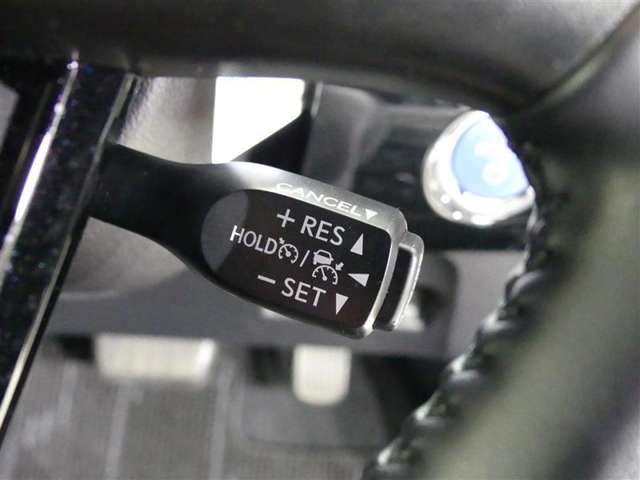 CANCEL▼
+ RES ▲
HOLD / ◀
− SET ▼